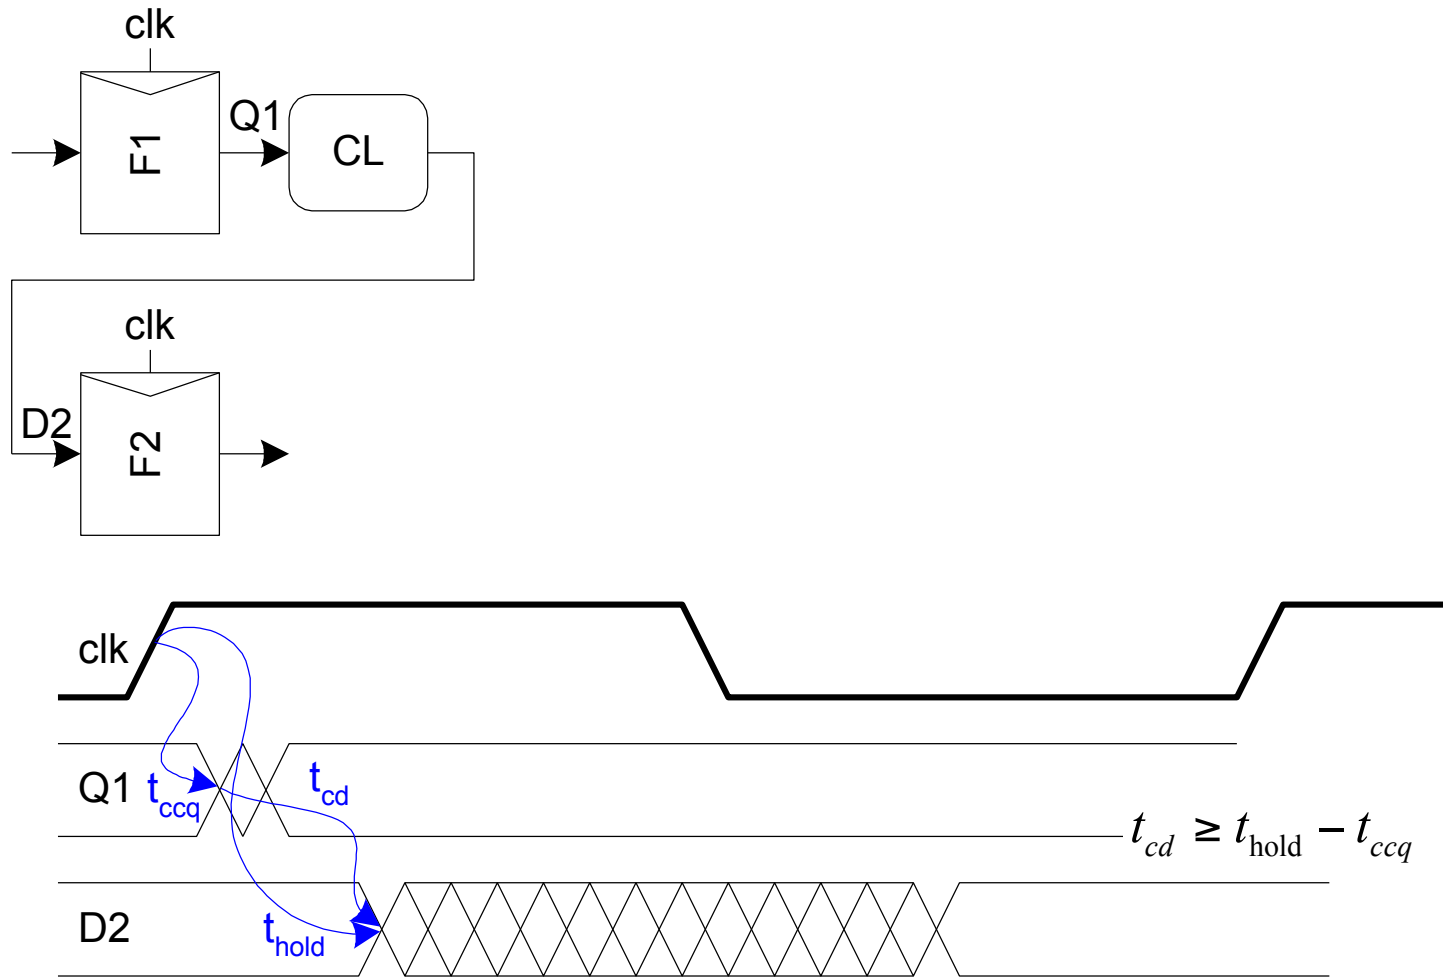 clk
F1
Q1
CL
clk
D2
F2
clk
Q1
t_ccq
t_cd
t_cd ≥ t_hold − t_ccq
D2
t_hold